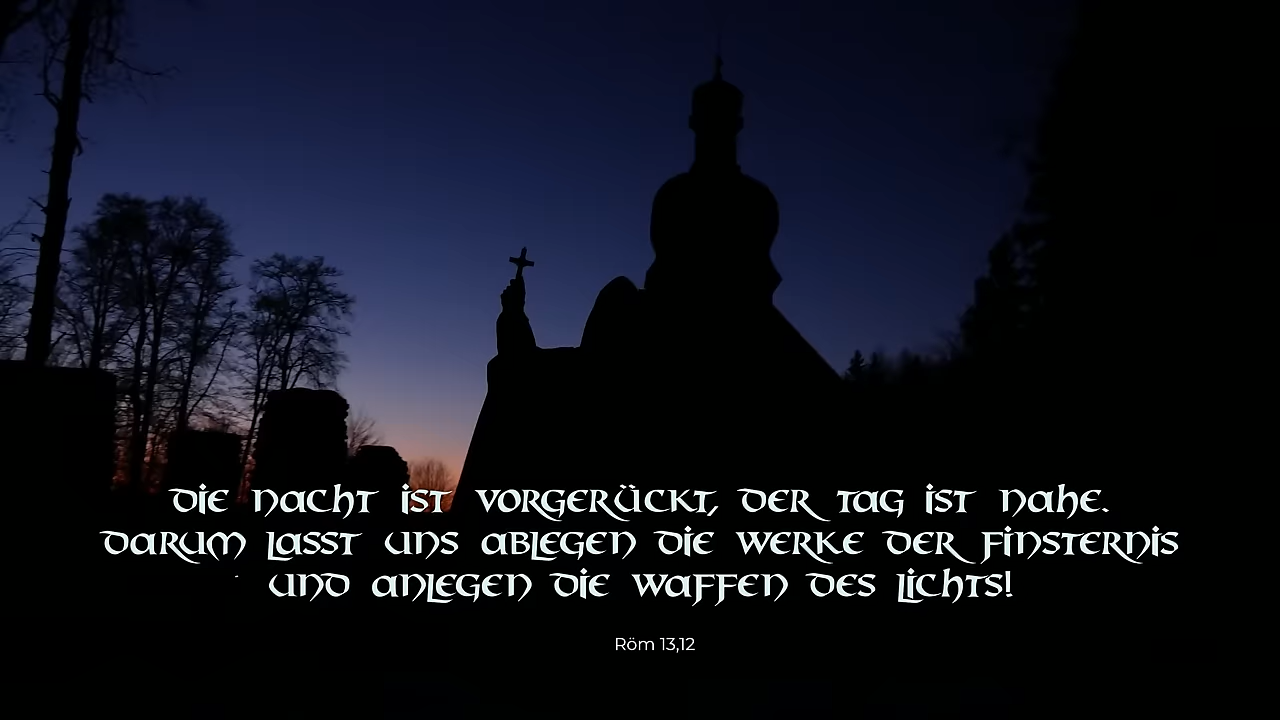 Die Nacht ist vorgerückt, der Tag ist nahe.
Darum lasst uns ablegen die Werke der Finsternis
und anlegen die Waffen des Lichts!
Röm 13,12